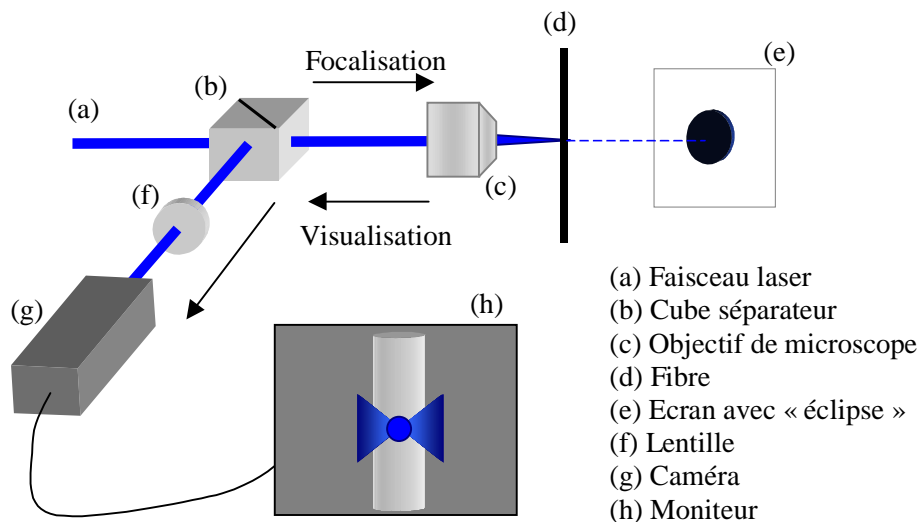 (d)
Focalisation
(e)
(b)
(a)
(c)
(f)
Visualisation
(g)
(h)
(a) Faisceau laser
(b) Cube séparateur
(c) Objectif de microscope
(d) Fibre
(e) Ecran avec « éclipse »
(f) Lentille
(g) Caméra
(h) Moniteur